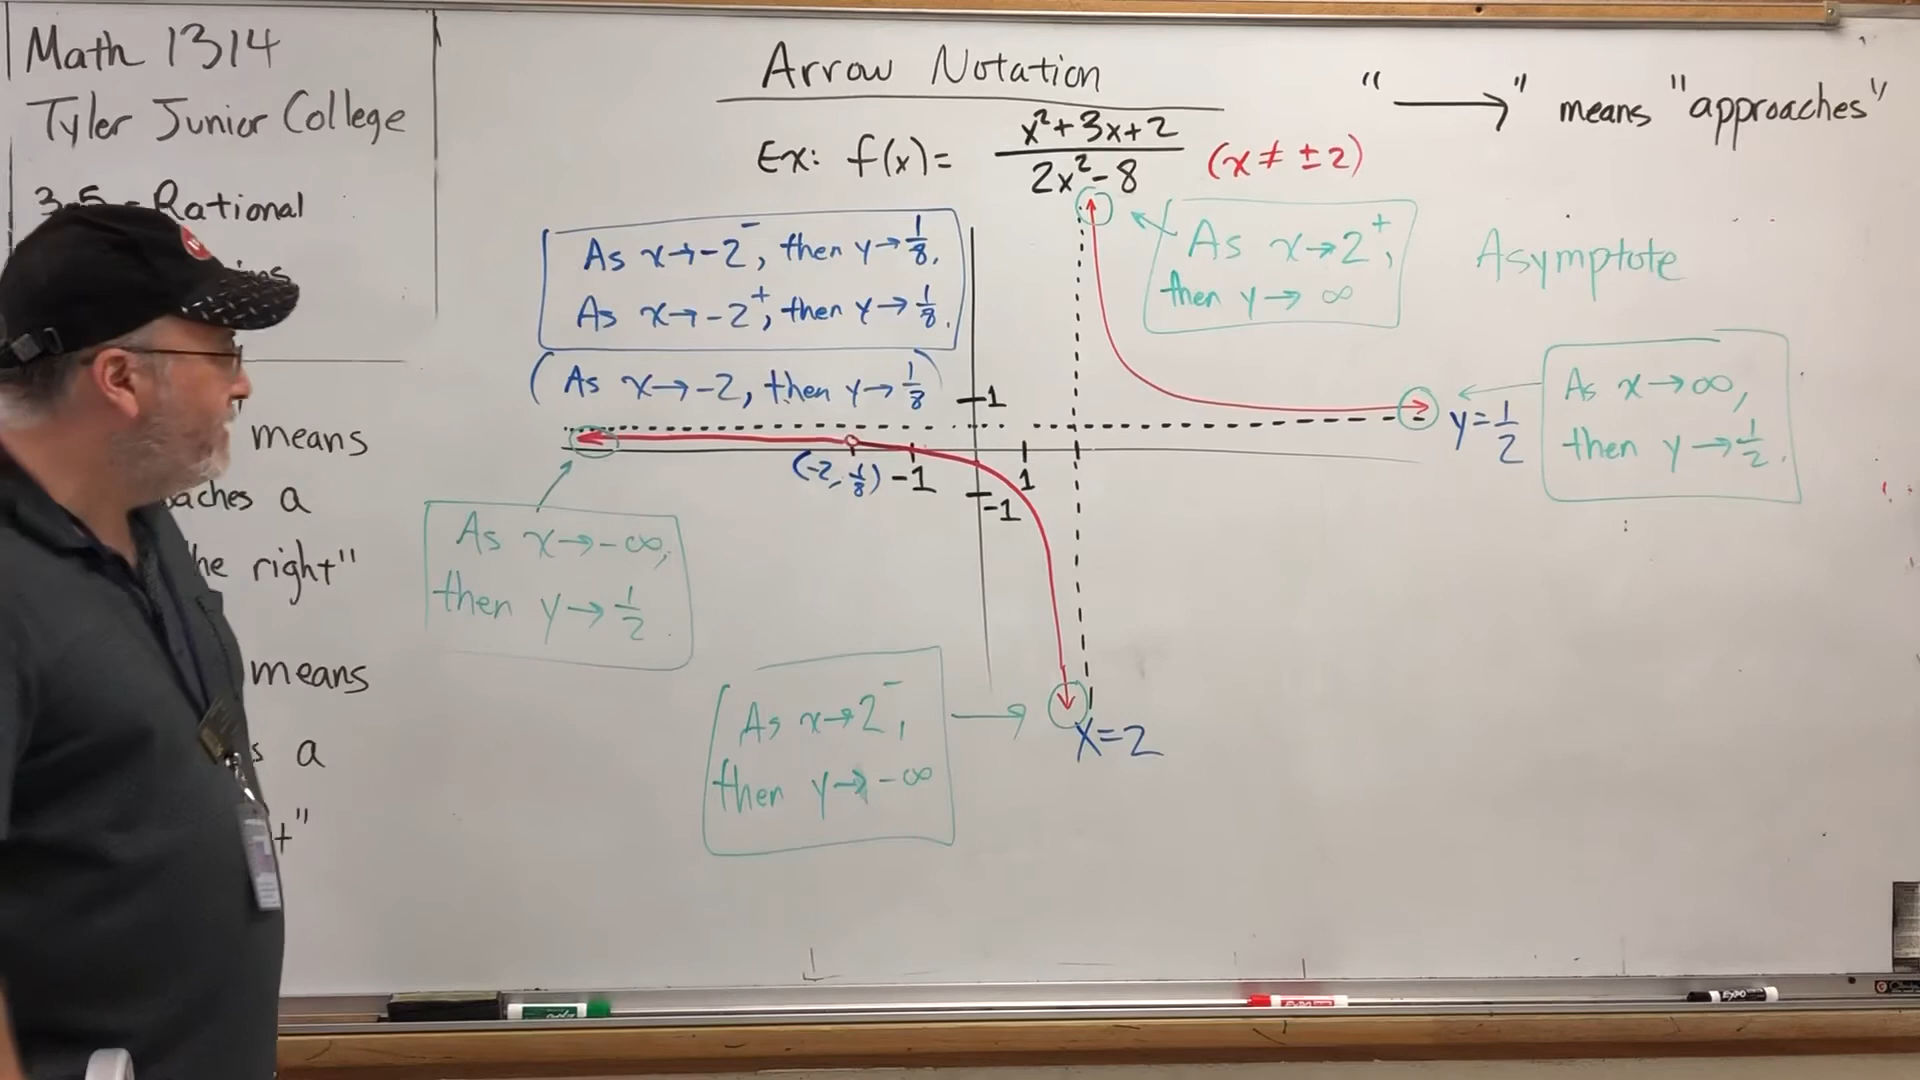 Math 1314
Tyler Junior College
3.5 - Rational
means
a
the right"
means
a
Arrow Notation
"⟶" means "approaches"
Ex: f(x) = (x²+3x+2)/(2x²-8) (x ≠ ±2)
As x→-2⁻, then y→1/8.
As x→-2⁺, then y→1/8.
(As x→-2, then y→1/8)
As x→2⁺,
then y→∞
Asymptote
As x→∞,
then y→1/2.
y=1/2
1
(-2, 1/8)
-1
1
-1
As x→-∞,
then y→1/2.
As x→2⁻,
then y→-∞
x=2
EXPO